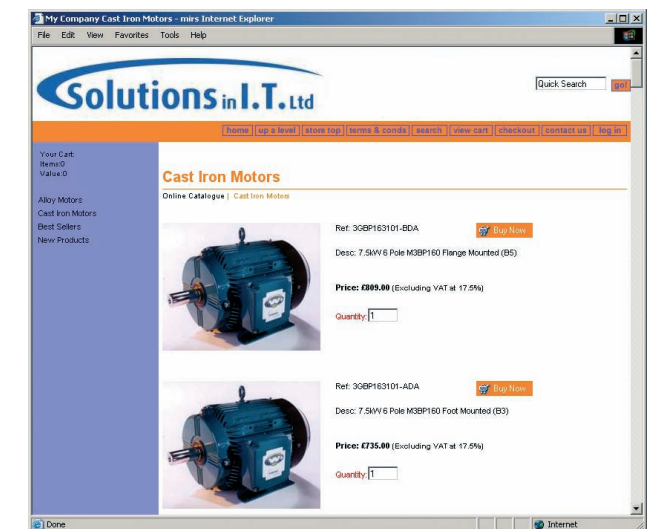 My Company Cast Iron Motors - mirs Internet Explorer
File Edit View Favorites Tools Help
Solutions in I.T. Ltd
Quick Search go!
home up a level store top terms & conds search view cart checkout contact us log in
Your Cart:
Items:0
Value:0
Alloy Motors
Cast Iron Motors
Best Sellers
New Products
Cast Iron Motors
Online Catalogue | Cast Iron Motors
Ref: 3GBP163101-BDA Buy Now
Desc: 7.5kW 6 Pole M3BP160 Flange Mounted (B5)
Price: £809.00 (Excluding VAT at 17.5%)
Quantity: 1
Ref: 3GBP163101-ADA Buy Now
Desc: 7.5kW 6 Pole M3BP160 Foot Mounted (B3)
Price: £735.00 (Excluding VAT at 17.5%)
Quantity: 1
Done Internet